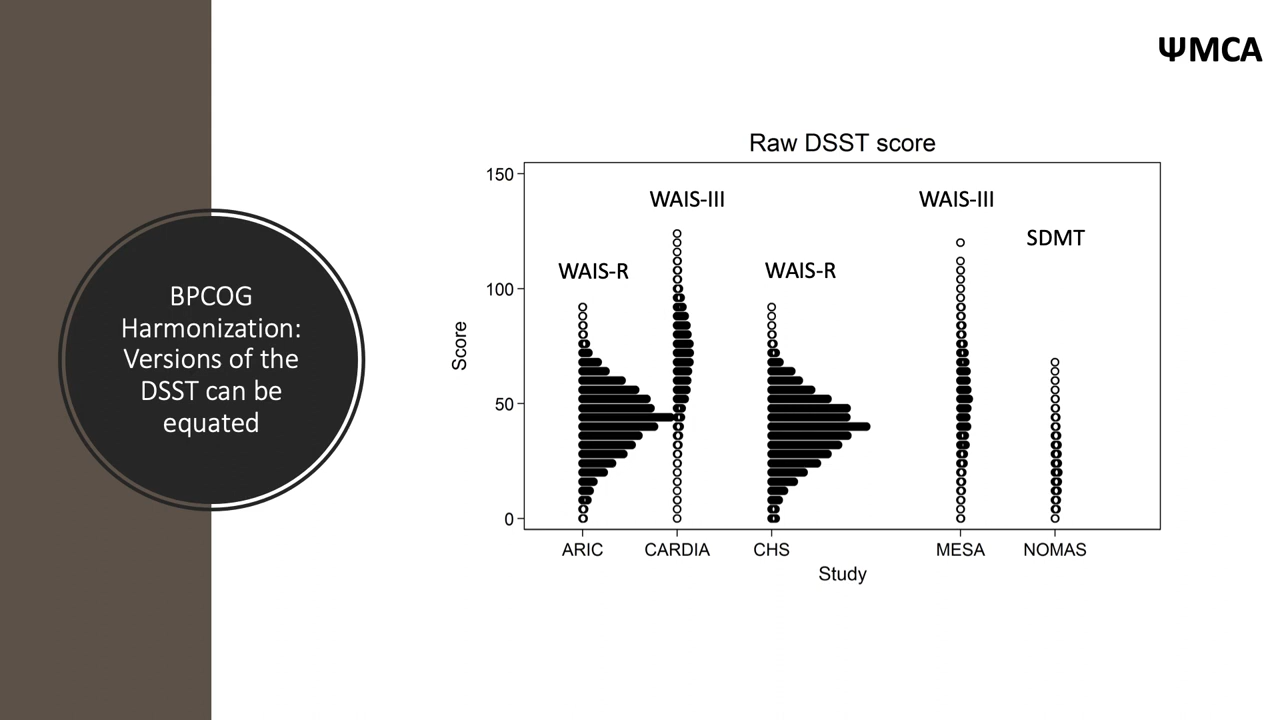 ΨMCA
BPCOG
Harmonization:
Versions of the
DSST can be
equated
Raw DSST score
150
100
50
0
Score
WAIS-R
WAIS-III
WAIS-R
WAIS-III
SDMT
ARIC
CARDIA
CHS
MESA
NOMAS
Study